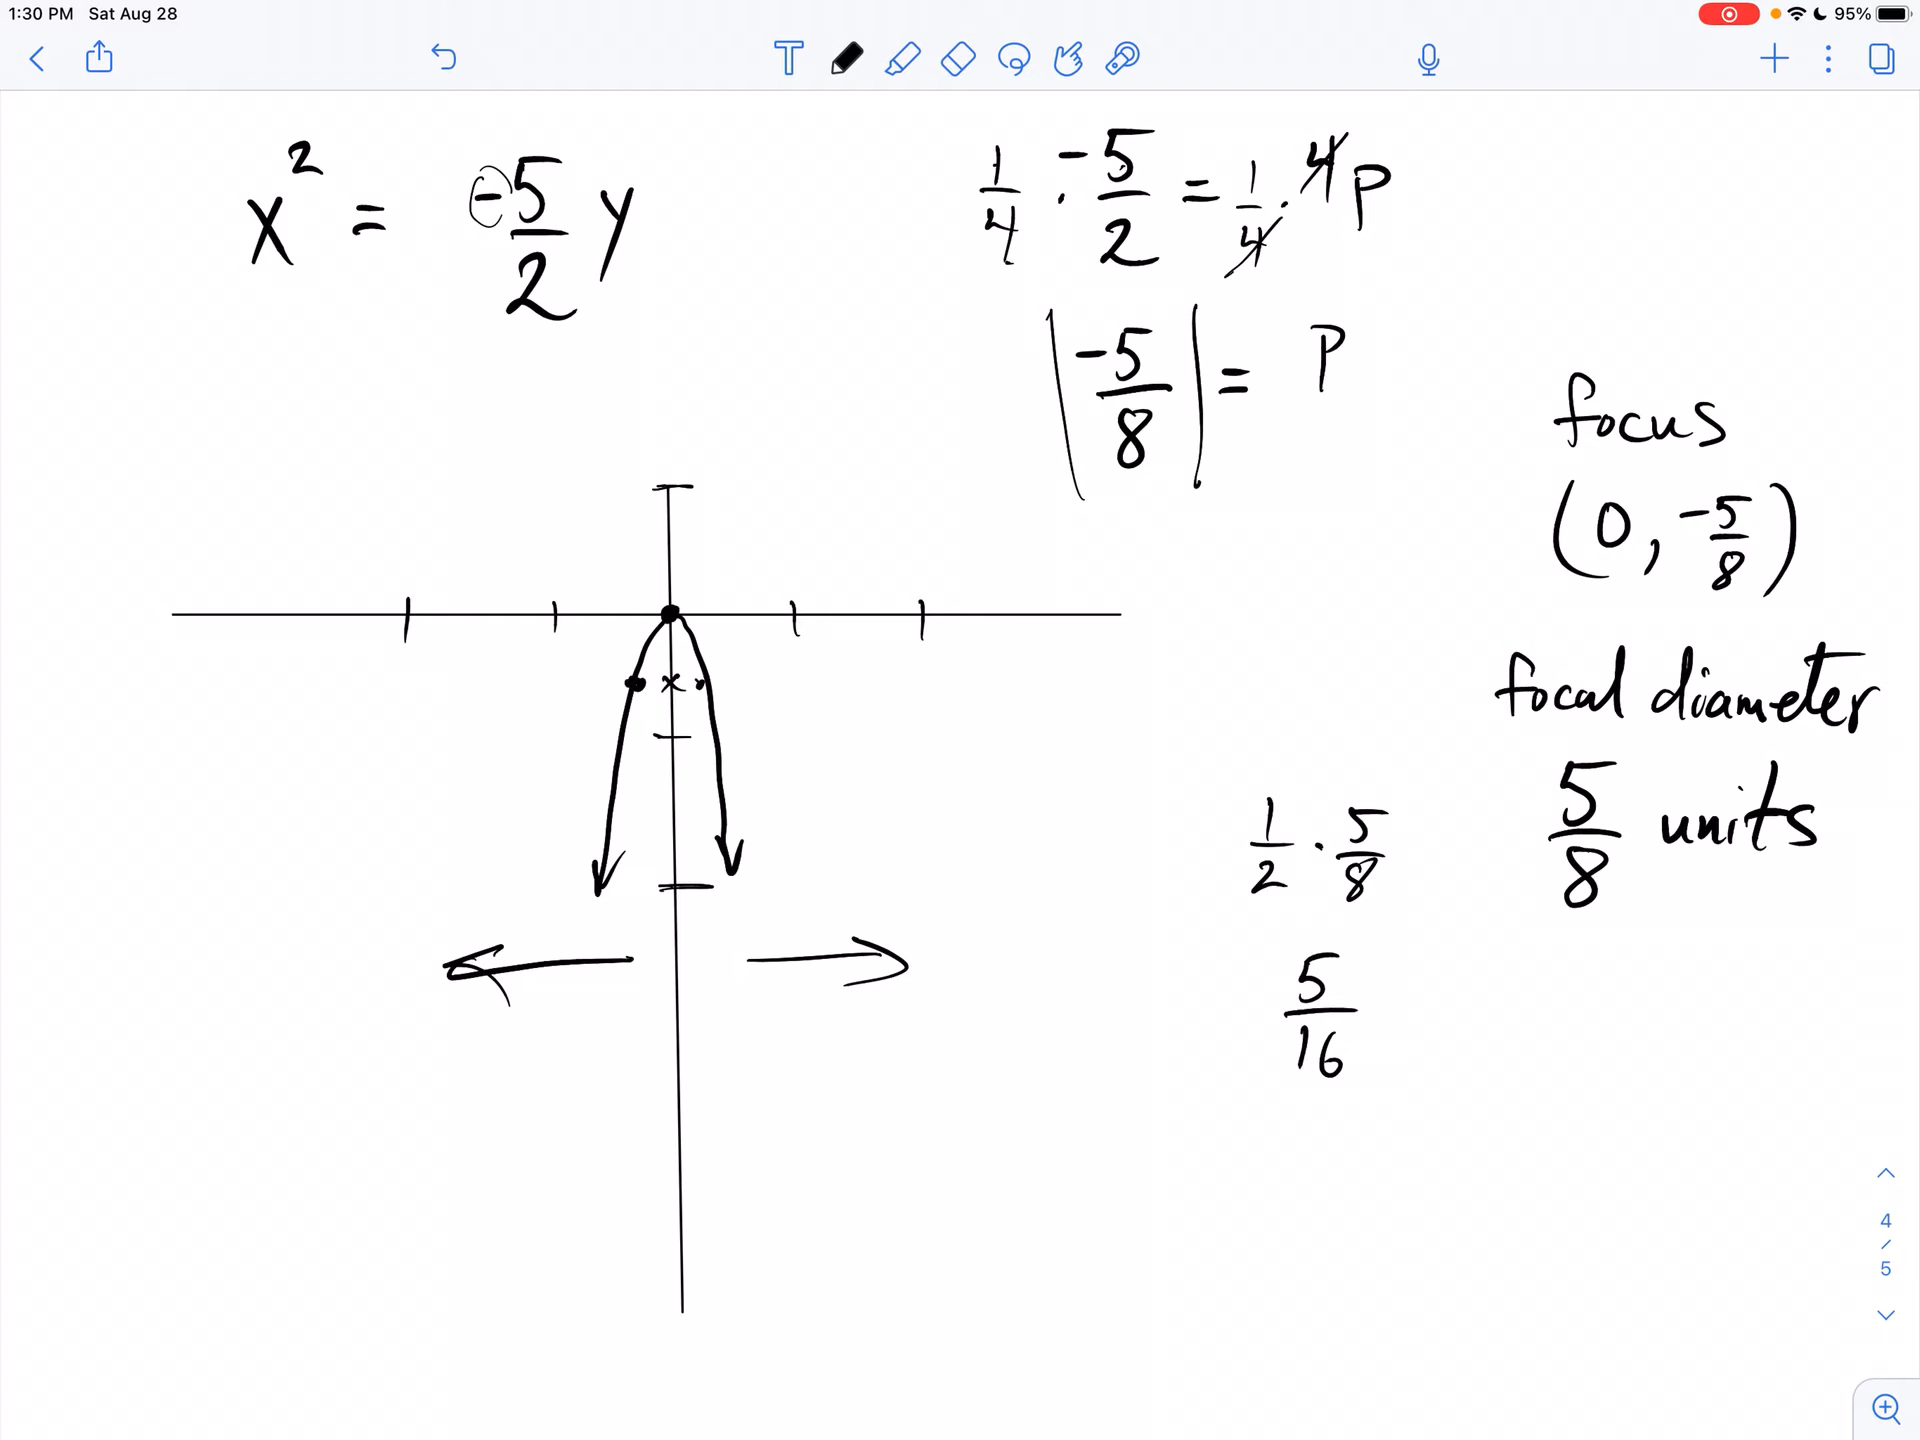 1:30 PM Sat Aug 28
95%
x² = -5/2 y
1/4 · -5/2 = 1/4 · 4p
|-5/8| = P
focus
(0, -5/8)
focal diameter
5/8 units
1/2 · 5/8
5/16
x
4
/
5